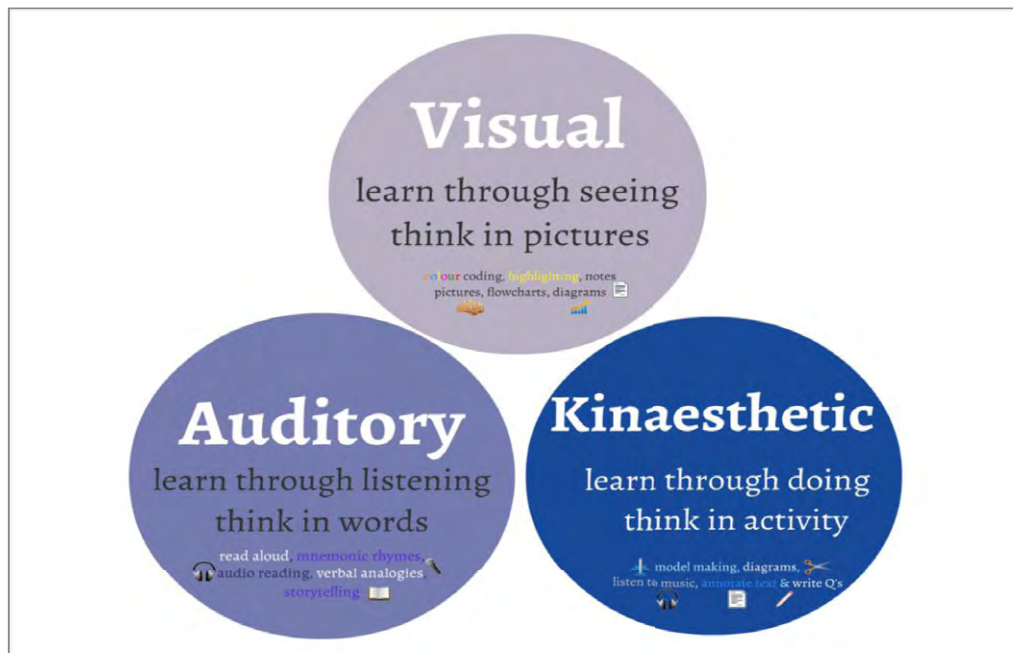 Visual
learn through seeing
think in pictures
colour coding, highlighting, notes
pictures, flowcharts, diagrams
Auditory
learn through listening
think in words
read aloud, mnemonic rhymes,
audio reading, verbal analogies,
storytelling
Kinaesthetic
learn through doing
think in activity
model making, diagrams,
listen to music, annotate text & write Q's